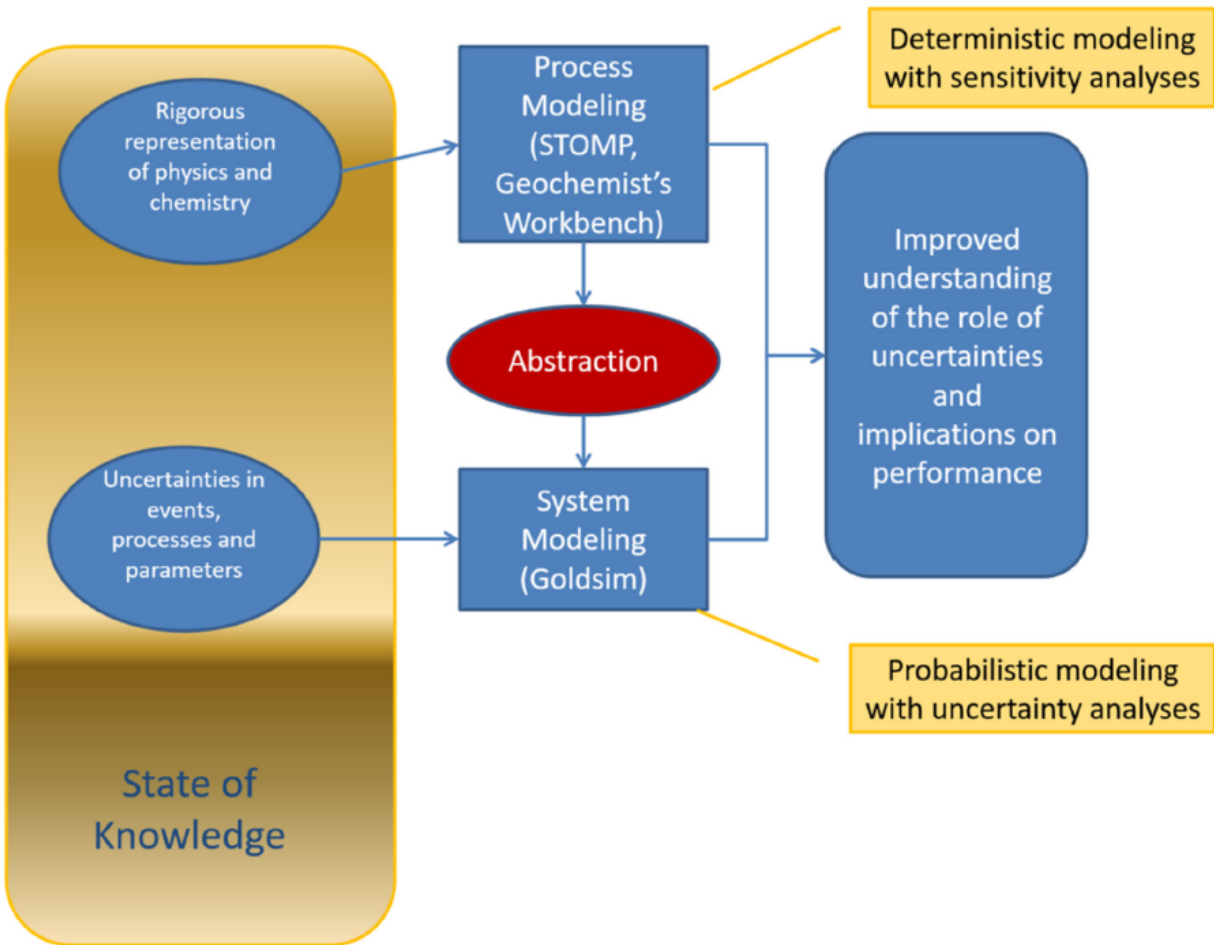 Rigorous
representation
of physics and
chemistry
Process
Modeling
(STOMP,
Geochemist’s
Workbench)
Deterministic modeling
with sensitivity analyses
Abstraction
Improved
understanding
of the role of
uncertainties
and
implications on
performance
Uncertainties in
events,
processes and
parameters
System
Modeling
(Goldsim)
Probabilistic modeling
with uncertainty analyses
State of
Knowledge